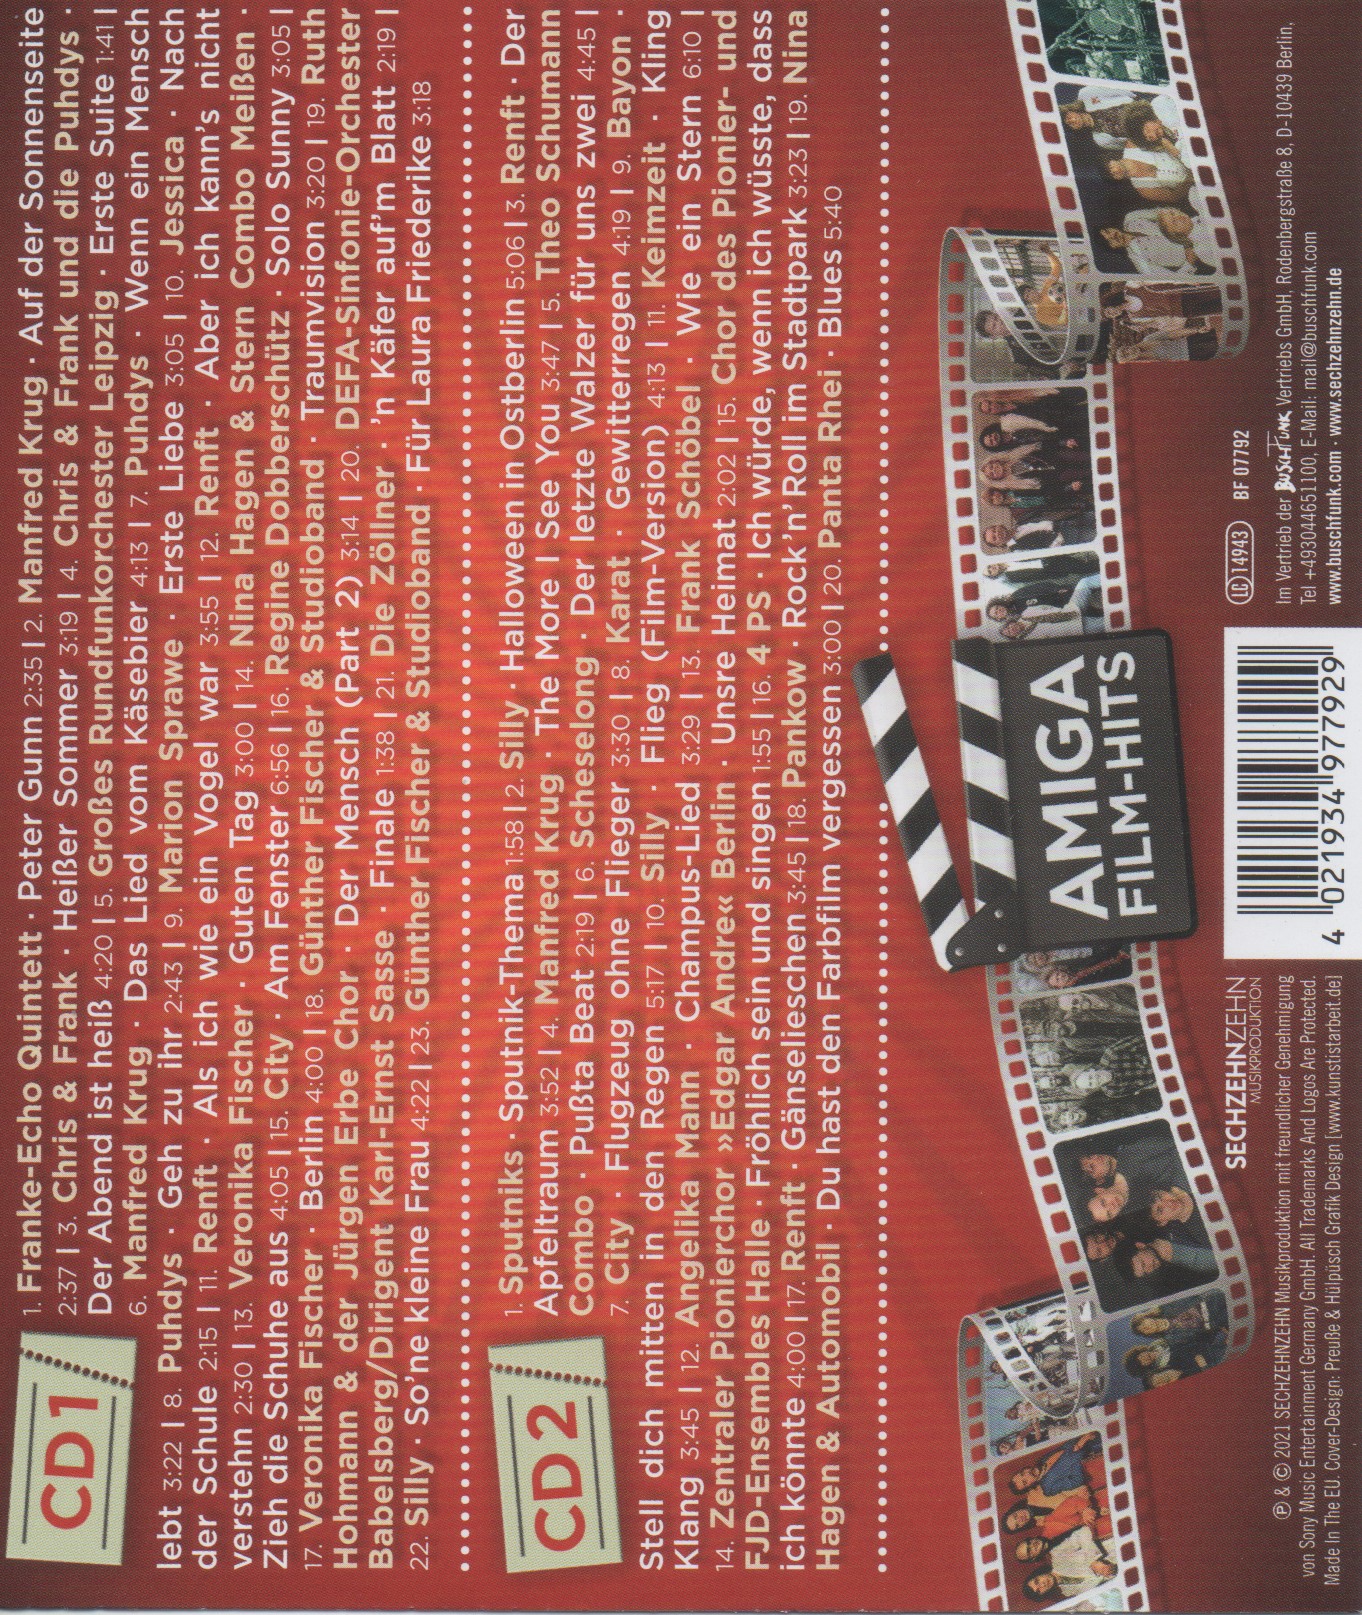 CD1
1. Franke-Echo Quintett · Peter Gunn 2:35 | 2. Manfred Krug · Auf der Sonnenseite
2:37 | 3. Chris & Frank · Heißer Sommer 3:19 | 4. Chris & Frank und die Puhdys ·
Der Abend ist heiß 4:20 | 5. Großes Rundfunkorchester Leipzig · Erste Suite 1:41 |
6. Manfred Krug · Das Lied vom Käsebier 4:13 | 7. Puhdys · Wenn ein Mensch
lebt 3:22 | 8. Puhdys · Geh zu ihr 2:43 | 9. Marion Sprawe · Erste Liebe 3:05 | 10. Jessica · Nach
der Schule 2:15 | 11. Renft · Als ich wie ein Vogel war 3:55 | 12. Renft · Aber ich kann's nicht
verstehn 2:30 | 13. Veronika Fischer · Guten Tag 3:00 | 14. Nina Hagen & Stern Combo Meißen ·
Zieh die Schuhe aus 4:05 | 15. City · Am Fenster 6:56 | 16. Regine Dobberschütz · Solo Sunny 3:05 |
17. Veronika Fischer · Berlin 4:00 | 18. Günther Fischer & Studioband · Traumvision 3:20 | 19. Ruth
Hohmann & der Jürgen Erbe Chor · Der Mensch (Part 2) 3:14 | 20. DEFA-Sinfonie-Orchester
Babelsberg/Dirigent Karl-Ernst Sasse · Finale 1:38 | 21. Die Zöllner · 'n Käfer auf'm Blatt 2:19 |
22. Silly · So'ne kleine Frau 4:22 | 23. Günther Fischer & Studioband · Für Laura Friederike 3:18
CD2
1. Sputniks · Sputnik-Thema 1:58 | 2. Silly · Halloween in Ostberlin 5:06 | 3. Renft · Der
Apfeltraum 3:52 | 4. Manfred Krug · The More I See You 3:47 | 5. Theo Schumann
Combo · Pußta Beat 2:19 | 6. Scheselong · Der letzte Walzer für uns zwei 4:45 |
7. City · Flugzeug ohne Flieger 3:30 | 8. Karat · Gewitterregen 4:19 | 9. Bayon ·
Stell dich mitten in den Regen 5:17 | 10. Silly · Flieg (Film-Version) 4:13 | 11. Keimzeit · Kling
Klang 3:45 | 12. Angelika Mann · Champus-Lied 3:29 | 13. Frank Schöbel · Wie ein Stern 6:10 |
14. Zentraler Pionierchor »Edgar Andre« Berlin · Unsre Heimat 2:02 | 15. Chor des Pionier- und
FJD-Ensembles Halle · Fröhlich sein und singen 1:55 | 16. 4 PS · Ich würde, wenn ich wüsste, dass
ich könnte 4:00 | 17. Renft · Gänselieschen 3:45 | 18. Pankow · Rock'n'Roll im Stadtpark 3:23 | 19. Nina
Hagen & Automobil · Du hast den Farbfilm vergessen 3:00 | 20. Panta Rhei · Blues 5:40
AMIGA
FILM-HITS
SECHZEHNZEHN
MUSIKPRODUKTION
℗ & © 2021 SECHZEHNZEHN Musikproduktion mit freundlicher Genehmigung
von Sony Music Entertainment Germany GmbH. All Trademarks And Logos Are Protected.
Made In The EU. Cover-Design: Preuße & Hülpüsch Grafik Design [www.kunstistarbeit.de]
4 021934 977929
LC 14943 BF 07792
Im Vertrieb der BuschFunk Vertriebs GmbH, Rodenbergstraße 8, D-10439 Berlin,
Tel +493044651100, E-Mail: mail@buschfunk.com
www.buschfunk.com · www.sechzehnzehn.de